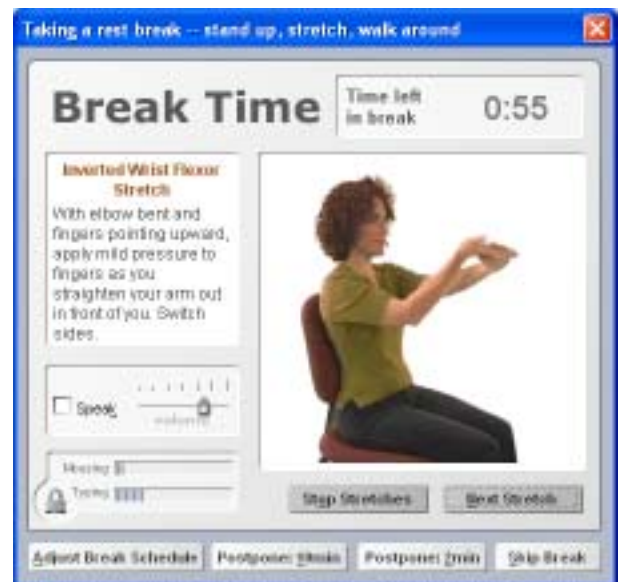 Taking a rest break -- stand up, stretch, walk around
Break Time
Time left
in break
0:55
Inverted Wrist Flexor
Stretch
With elbow bent and
fingers pointing upward,
apply mild pressure to
fingers as you
straighten your arm out
in front of you. Switch
sides.
Speak
volume
Mousing
Typing
Stop Stretches
Next Stretch
Adjust Break Schedule
Postpone: 10min
Postpone: 2min
Skip Break